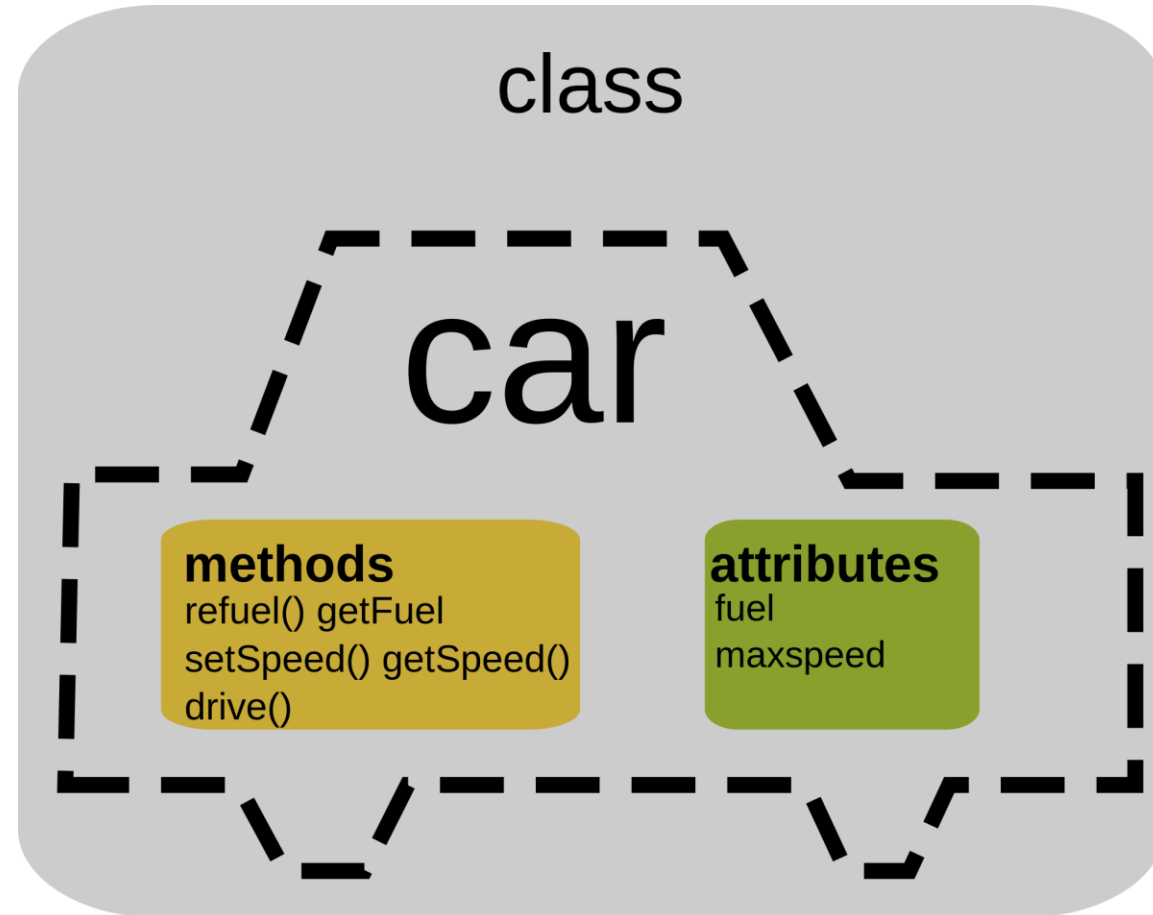 class
car
methods
refuel() getFuel
setSpeed() getSpeed()
drive()
attributes
fuel
maxspeed